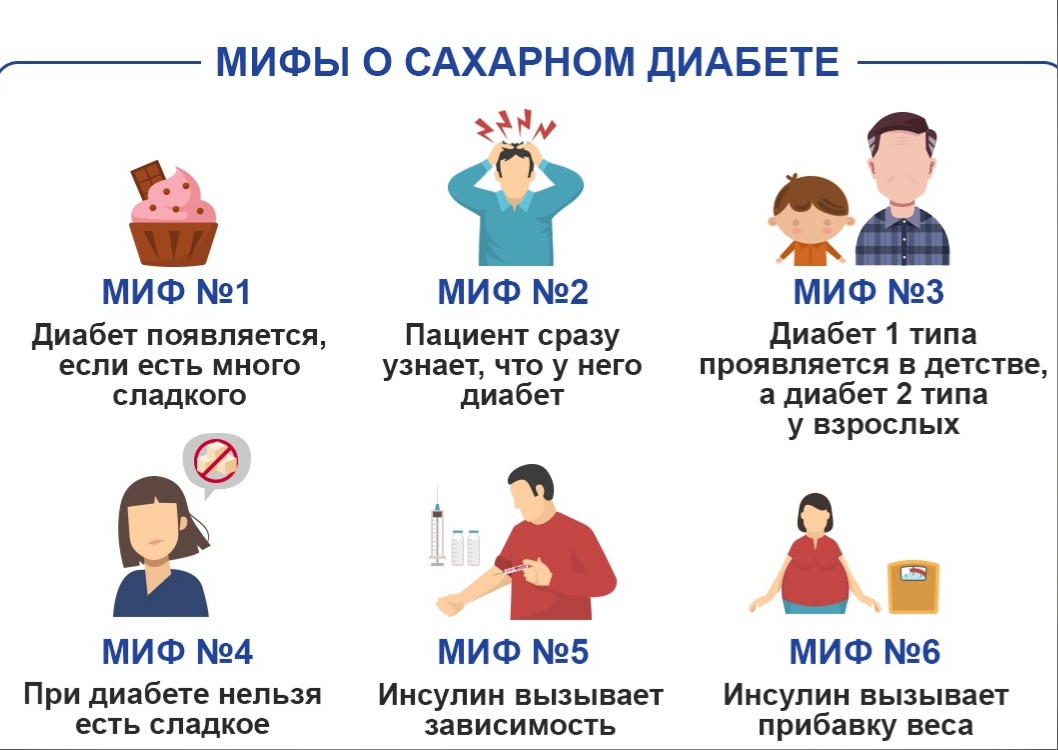 МИФЫ О САХАРНОМ ДИАБЕТЕ
МИФ №1
Диабет появляется,
если есть много
сладкого
МИФ №2
Пациент сразу
узнает, что у него
диабет
МИФ №3
Диабет 1 типа
проявляется в детстве,
а диабет 2 типа
у взрослых
МИФ №4
При диабете нельзя
есть сладкое
МИФ №5
Инсулин вызывает
зависимость
МИФ №6
Инсулин вызывает
прибавку веса